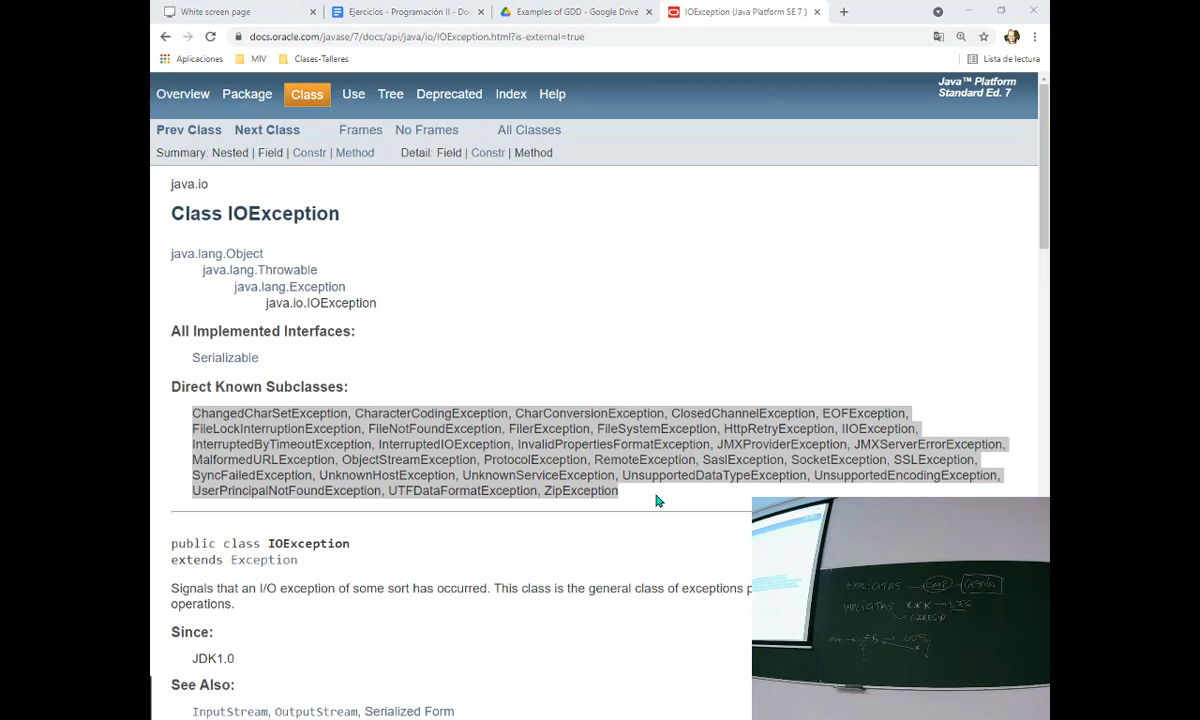 White screen page
Ejercicios - Programación II - Doc
Examples of GDD - Google Drive
IOException (Java Platform SE 7 )
docs.oracle.com/javase/7/docs/api/java/io/IOException.html?is-external=true
Aplicaciones MIV Clases-Talleres Lista de lectura
Overview Package Class Use Tree Deprecated Index Help
Java™ Platform
Standard Ed. 7
Prev Class Next Class Frames No Frames All Classes
Summary: Nested | Field | Constr | Method Detail: Field | Constr | Method
java.io
Class IOException
java.lang.Object
java.lang.Throwable
java.lang.Exception
java.io.IOException
All Implemented Interfaces:
Serializable
Direct Known Subclasses:
ChangedCharSetException, CharacterCodingException, CharConversionException, ClosedChannelException, EOFException,
FileLockInterruptionException, FileNotFoundException, FilerException, FileSystemException, HttpRetryException, IIOException,
InterruptedByTimeoutException, InterruptedIOException, InvalidPropertiesFormatException, JMXProviderException, JMXServerErrorException,
MalformedURLException, ObjectStreamException, ProtocolException, RemoteException, SaslException, SocketException, SSLException,
SyncFailedException, UnknownHostException, UnknownServiceException, UnsupportedDataTypeException, UnsupportedEncodingException,
UserPrincipalNotFoundException, UTFDataFormatException, ZipException
public class IOException
extends Exception
Signals that an I/O exception of some sort has occurred. This class is the general class of exceptions p
operations.
Since:
JDK1.0
See Also:
InputStream, OutputStream, Serialized Form
EXPLÍCITAS
IMPLÍCITAS